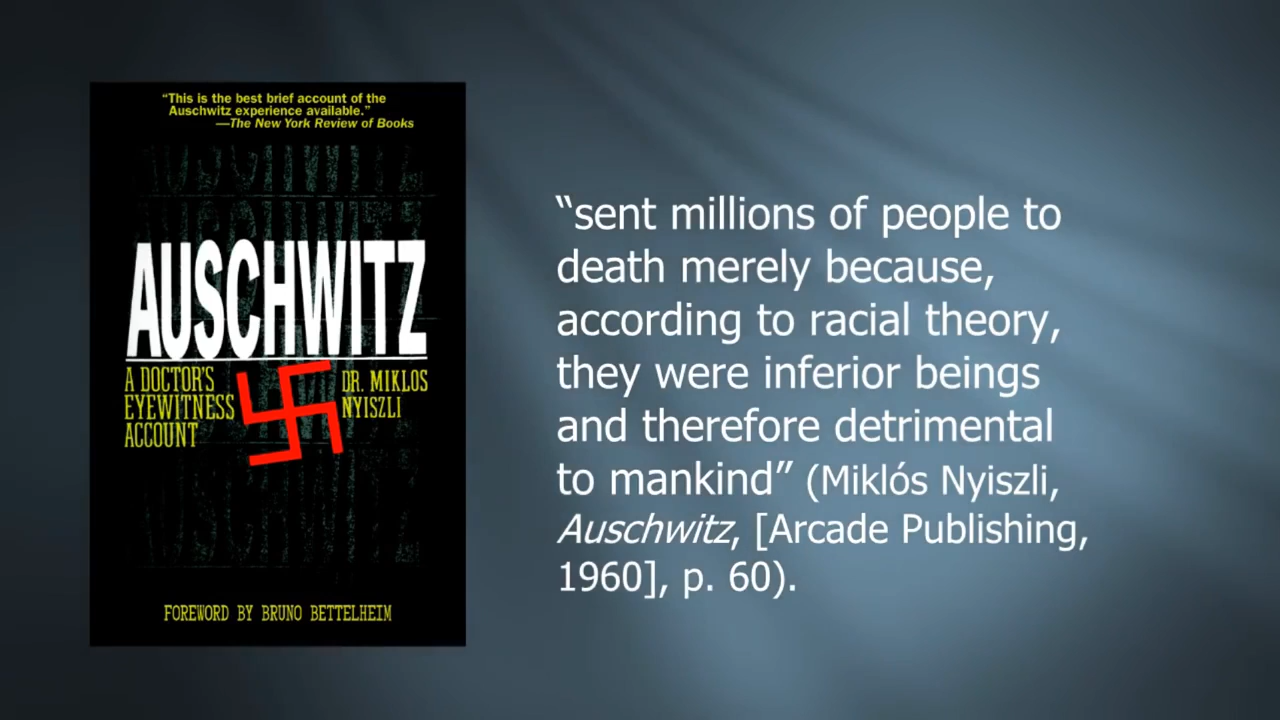 “This is the best brief account of the
Auschwitz experience available.”
—The New York Review of Books
AUSCHWITZ
AUSCHWITZ
A DOCTOR'S
EYEWITNESS
ACCOUNT
DR. MIKLOS
NYISZLI
FOREWORD BY BRUNO BETTELHEIM
“sent millions of people to
death merely because,
according to racial theory,
they were inferior beings
and therefore detrimental
to mankind” (Miklós Nyiszli,
Auschwitz, [Arcade Publishing,
1960], p. 60).